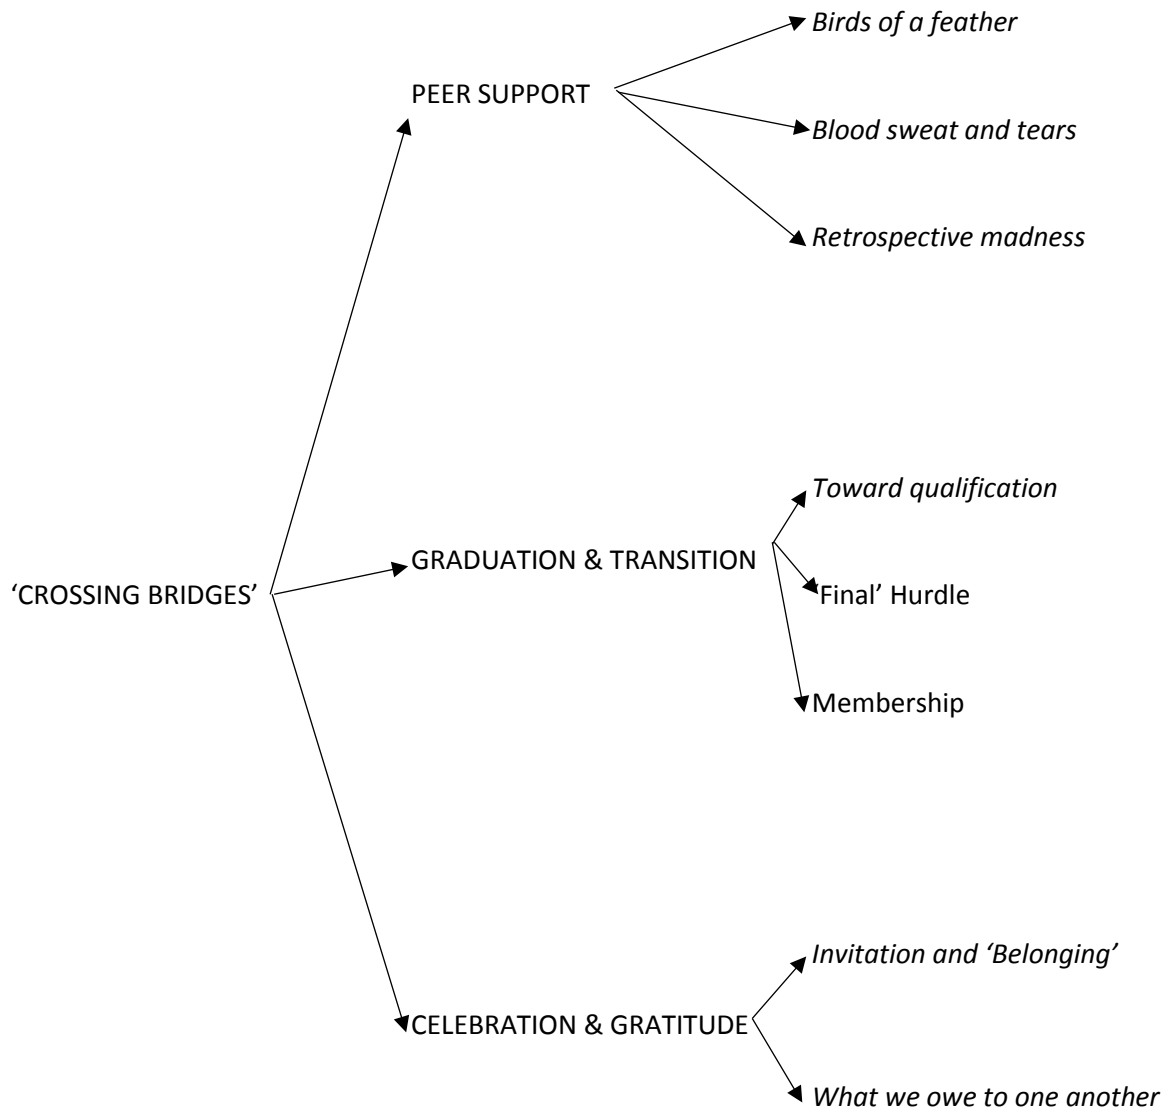 Birds of a feather
PEER SUPPORT
Blood sweat and tears
Retrospective madness
Toward qualification
GRADUATION & TRANSITION
‘CROSSING BRIDGES’
‘Final’ Hurdle
Membership
Invitation and ‘Belonging’
CELEBRATION & GRATITUDE
What we owe to one another